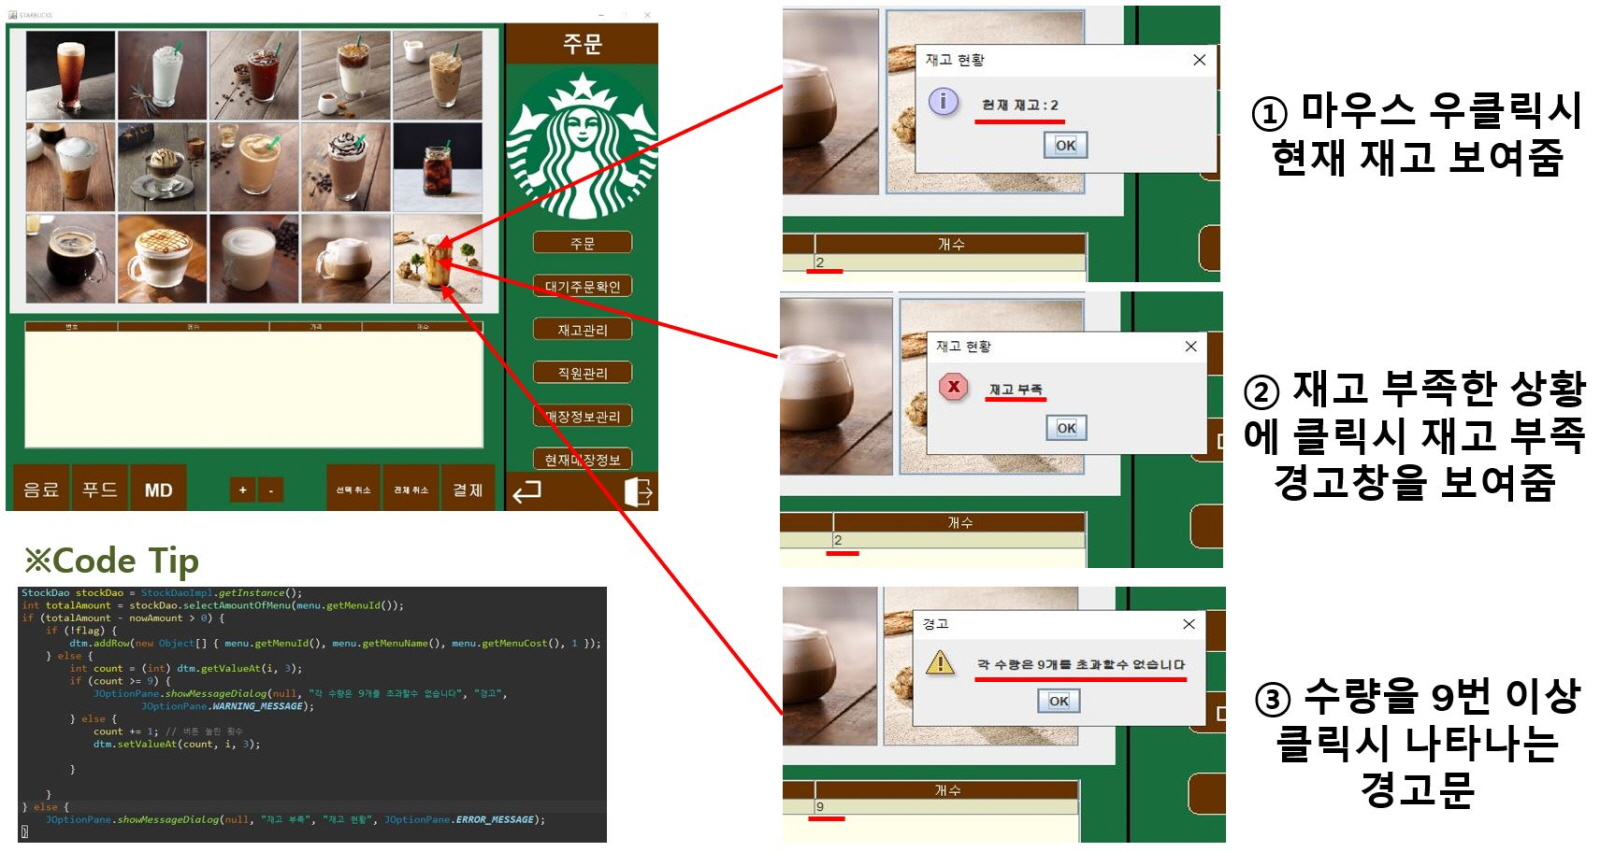 STARBUCKS
주문
주문
대기주문확인
재고관리
직원관리
매장정보관리
현재매장정보
번호
메뉴
가격
개수
음료
푸드
MD
+
-
선택 취소
전체 취소
결제
재고 현황
현재 재고 : 2
OK
개수
2
① 마우스 우클릭시
현재 재고 보여줌
재고 현황
재고 부족
OK
개수
2
② 재고 부족한 상황
에 클릭시 재고 부족
경고창을 보여줌
경고
각 수량은 9개를 초과할수 없습니다
OK
개수
9
③ 수량을 9번 이상
클릭시 나타나는
경고문
※Code Tip
StockDao stockDao = StockDaoImpl.getInstance();
int totalAmount = stockDao.selectAmountOfMenu(menu.getMenuId());
if (totalAmount - nowAmount > 0) {
if (!flag) {
dtm.addRow(new Object[] { menu.getMenuId(), menu.getMenuName(), menu.getMenuCost(), 1 });
} else {
int count = (int) dtm.getValueAt(i, 3);
if (count >= 9) {
JOptionPane.showMessageDialog(null, "각 수량은 9개를 초과할수 없습니다", "경고",
JOptionPane.WARNING_MESSAGE);
} else {
count += 1; // 버튼 눌린 횟수
dtm.setValueAt(count, i, 3);
}
}
} else {
JOptionPane.showMessageDialog(null, "재고 부족", "재고 현황", JOptionPane.ERROR_MESSAGE);
}